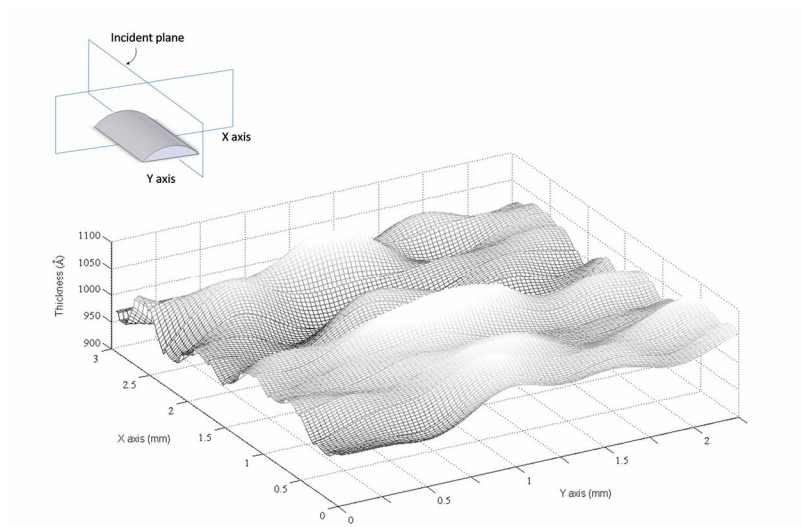 Incident plane
X axis
Y axis
1100
1050
1000
950
900
Thickness (Å)
3
2.5
2
1.5
1
0.5
0
X axis (mm)
0
0.5
1
1.5
2
Y axis (mm)